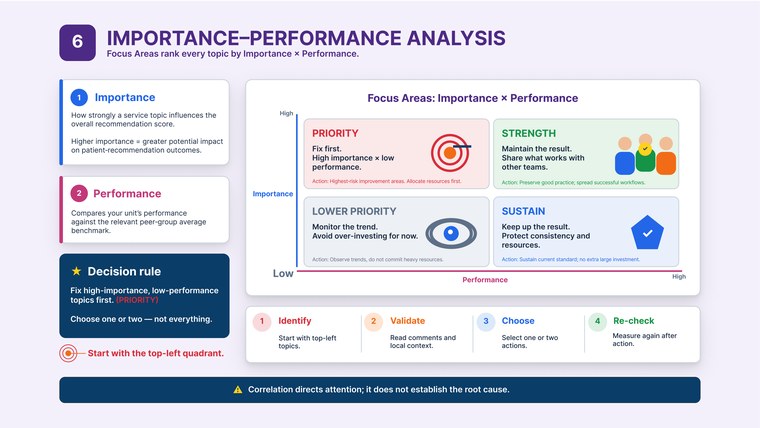 6
IMPORTANCE–PERFORMANCE ANALYSIS
Focus Areas rank every topic by Importance × Performance.
1
Importance
How strongly a service topic influences the
overall recommendation score.
Higher importance = greater potential impact
on patient-recommendation outcomes.
2
Performance
Compares your unit's performance
against the relevant peer-group average
benchmark.
Decision rule
Fix high-importance, low-performance
topics first. (PRIORITY)
Choose one or two — not everything.
Start with the top-left quadrant.
Focus Areas: Importance × Performance
High
Importance
Low
PRIORITY
Fix first.
High importance × low
performance.
Action: Highest-risk improvement areas. Allocate resources first.
STRENGTH
Maintain the result.
Share what works with
other teams.
Action: Preserve good practice; spread successful workflows.
LOWER PRIORITY
Monitor the trend.
Avoid over-investing for now.
Action: Observe trends, do not commit heavy resources.
SUSTAIN
Keep up the result.
Protect consistency and
resources.
Action: Sustain current standard; no extra large investment.
Performance
High
1
Identify
Start with top-left
topics.
2
Validate
Read comments and
local context.
3
Choose
Select one or two
actions.
4
Re-check
Measure again after
action.
Correlation directs attention; it does not establish the root cause.